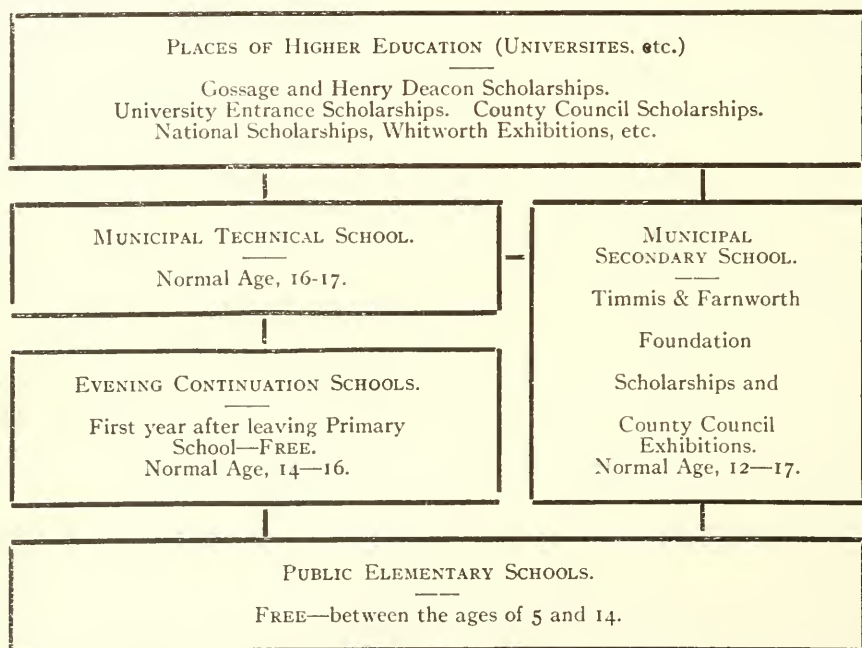 PLACES OF HIGHER EDUCATION (UNIVERSITES, etc.)
Gossage and Henry Deacon Scholarships.
University Entrance Scholarships. County Council Scholarships.
National Scholarships, Whitworth Exhibitions, etc.
MUNICIPAL TECHNICAL SCHOOL.
Normal Age, 16-17.
EVENING CONTINUATION SCHOOLS.
First year after leaving Primary
School—FREE.
Normal Age, 14—16.
MUNICIPAL
SECONDARY SCHOOL.
Timmis & Farnworth
Foundation
Scholarships and
County Council
Exhibitions.
Normal Age, 12—17.
PUBLIC ELEMENTARY SCHOOLS.
FREE—between the ages of 5 and 14.